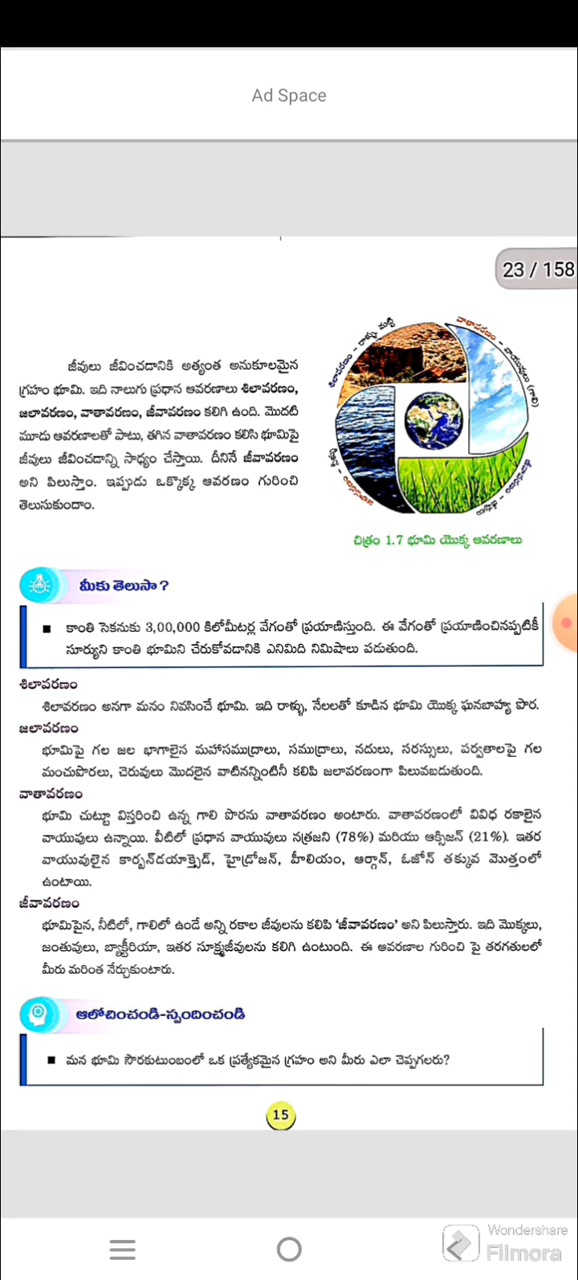 Ad Space
23 / 158
జీవులు జీవించడానికి అత్యంత అనుకూలమైన
గ్రహం భూమి. ఇది నాలుగు ప్రధాన ఆవరణాలు శిలావరణం,
జలావరణం, వాతావరణం, జీవావరణం కలిగి ఉంది. మొదటి
మూడు ఆవరణాలతో పాటు, తగిన వాతావరణం కలిసి భూమిపై
జీవులు జీవించడాన్ని సాధ్యం చేస్తాయి. దీనినే జీవావరణం
అని పిలుస్తాం. ఇప్పుడు ఒక్కొక్క ఆవరణం గురించి
తెలుసుకుందాం.
శిలావరణం - రాళ్ళు, మట్టి
వాతావరణం - వాయువులు (గాలి)
చిత్రం 1.7 భూమి యొక్క ఆవరణాలు
మీకు తెలుసా ?
■ కాంతి సెకనుకు 3,00,000 కిలోమీటర్ల వేగంతో ప్రయాణిస్తుంది. ఈ వేగంతో ప్రయాణించినప్పటికీ
సూర్యుని కాంతి భూమిని చేరుకోవడానికి ఎనిమిది నిమిషాలు పడుతుంది.
శిలావరణం
శిలావరణం అనగా మనం నివసించే భూమి. ఇది రాళ్ళు, నేలలతో కూడిన భూమి యొక్క ఘనబాహ్య పొర.
జలావరణం
భూమిపై గల జల భాగాలైన మహాసముద్రాలు, సముద్రాలు, నదులు, సరస్సులు, పర్వతాలపై గల
మంచుపొరలు, చెరువులు మొదలైన వాటినన్నింటినీ కలిపి జలావరణంగా పిలువబడుతుంది.
వాతావరణం
భూమి చుట్టూ విస్తరించి ఉన్న గాలి పొరను వాతావరణం అంటారు. వాతావరణంలో వివిధ రకాలైన
వాయువులు ఉన్నాయి. వీటిలో ప్రధాన వాయువులు నత్రజని (78%) మరియు ఆక్సిజన్ (21%). ఇతర
వాయువులైన కార్బన్‌డయాక్సైడ్, హైడ్రోజన్, హీలియం, ఆర్గాన్, ఓజోన్ తక్కువ మొత్తంలో
ఉంటాయి.
జీవావరణం
భూమిపైన, నీటిలో, గాలిలో ఉండే అన్ని రకాల జీవులను కలిపి ‘జీవావరణం’ అని పిలుస్తారు. ఇది మొక్కలు,
జంతువులు, బ్యాక్టీరియా, ఇతర సూక్ష్మజీవులను కలిగి ఉంటుంది. ఈ ఆవరణాల గురించి పై తరగతులలో
మీరు మరింత నేర్చుకుంటారు.
ఆలోచించండి-స్పందించండి
■ మన భూమి సౌరకుటుంబంలో ఒక ప్రత్యేకమైన గ్రహం అని మీరు ఎలా చెప్పగలరు?
15
Wondershare
Filmora